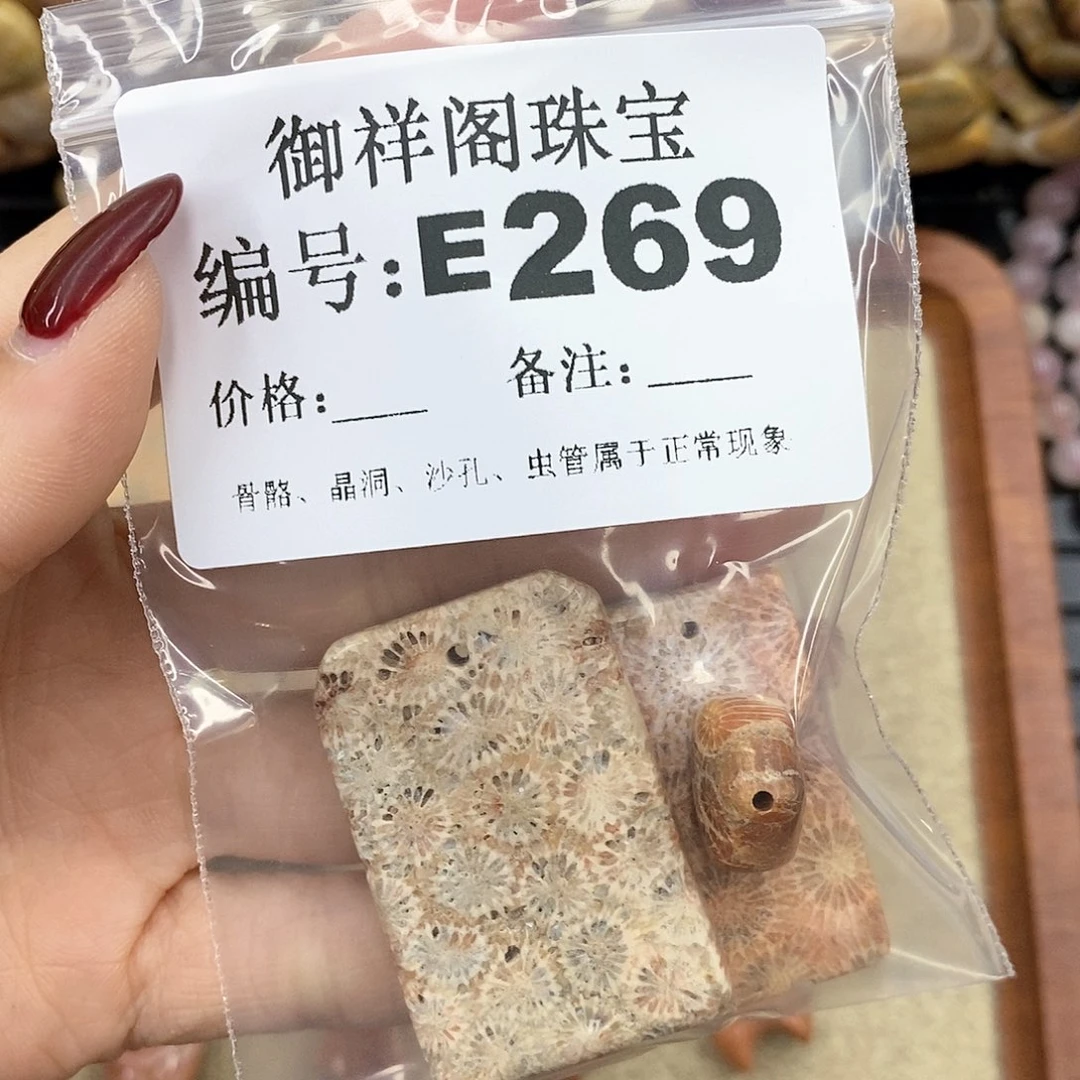 御祥阁珠宝
编号:E269
价格:____ 备注:____
骨骼、晶洞、沙孔、虫管属于正常现象